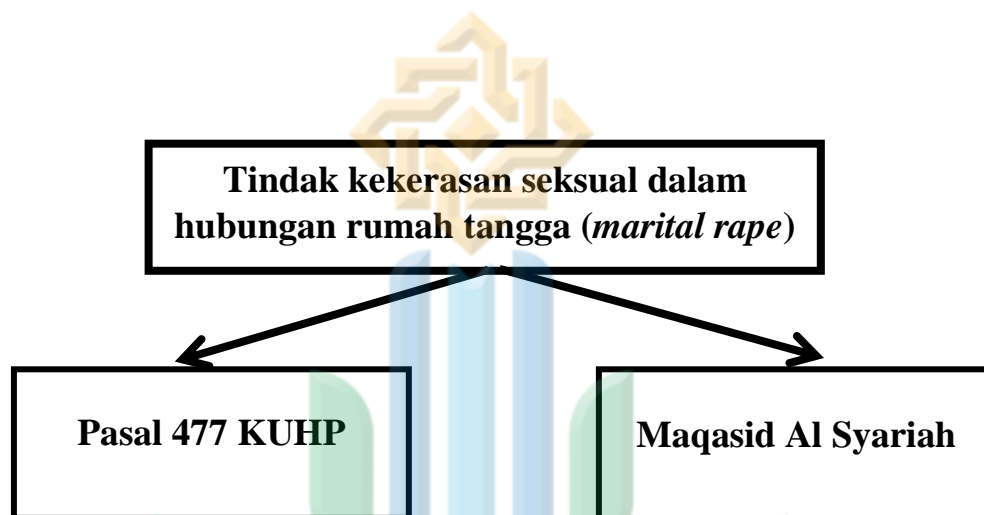 Tindak kekerasan seksual dalam
hubungan rumah tangga (marital rape)
Pasal 477 KUHP
Maqasid Al Syariah